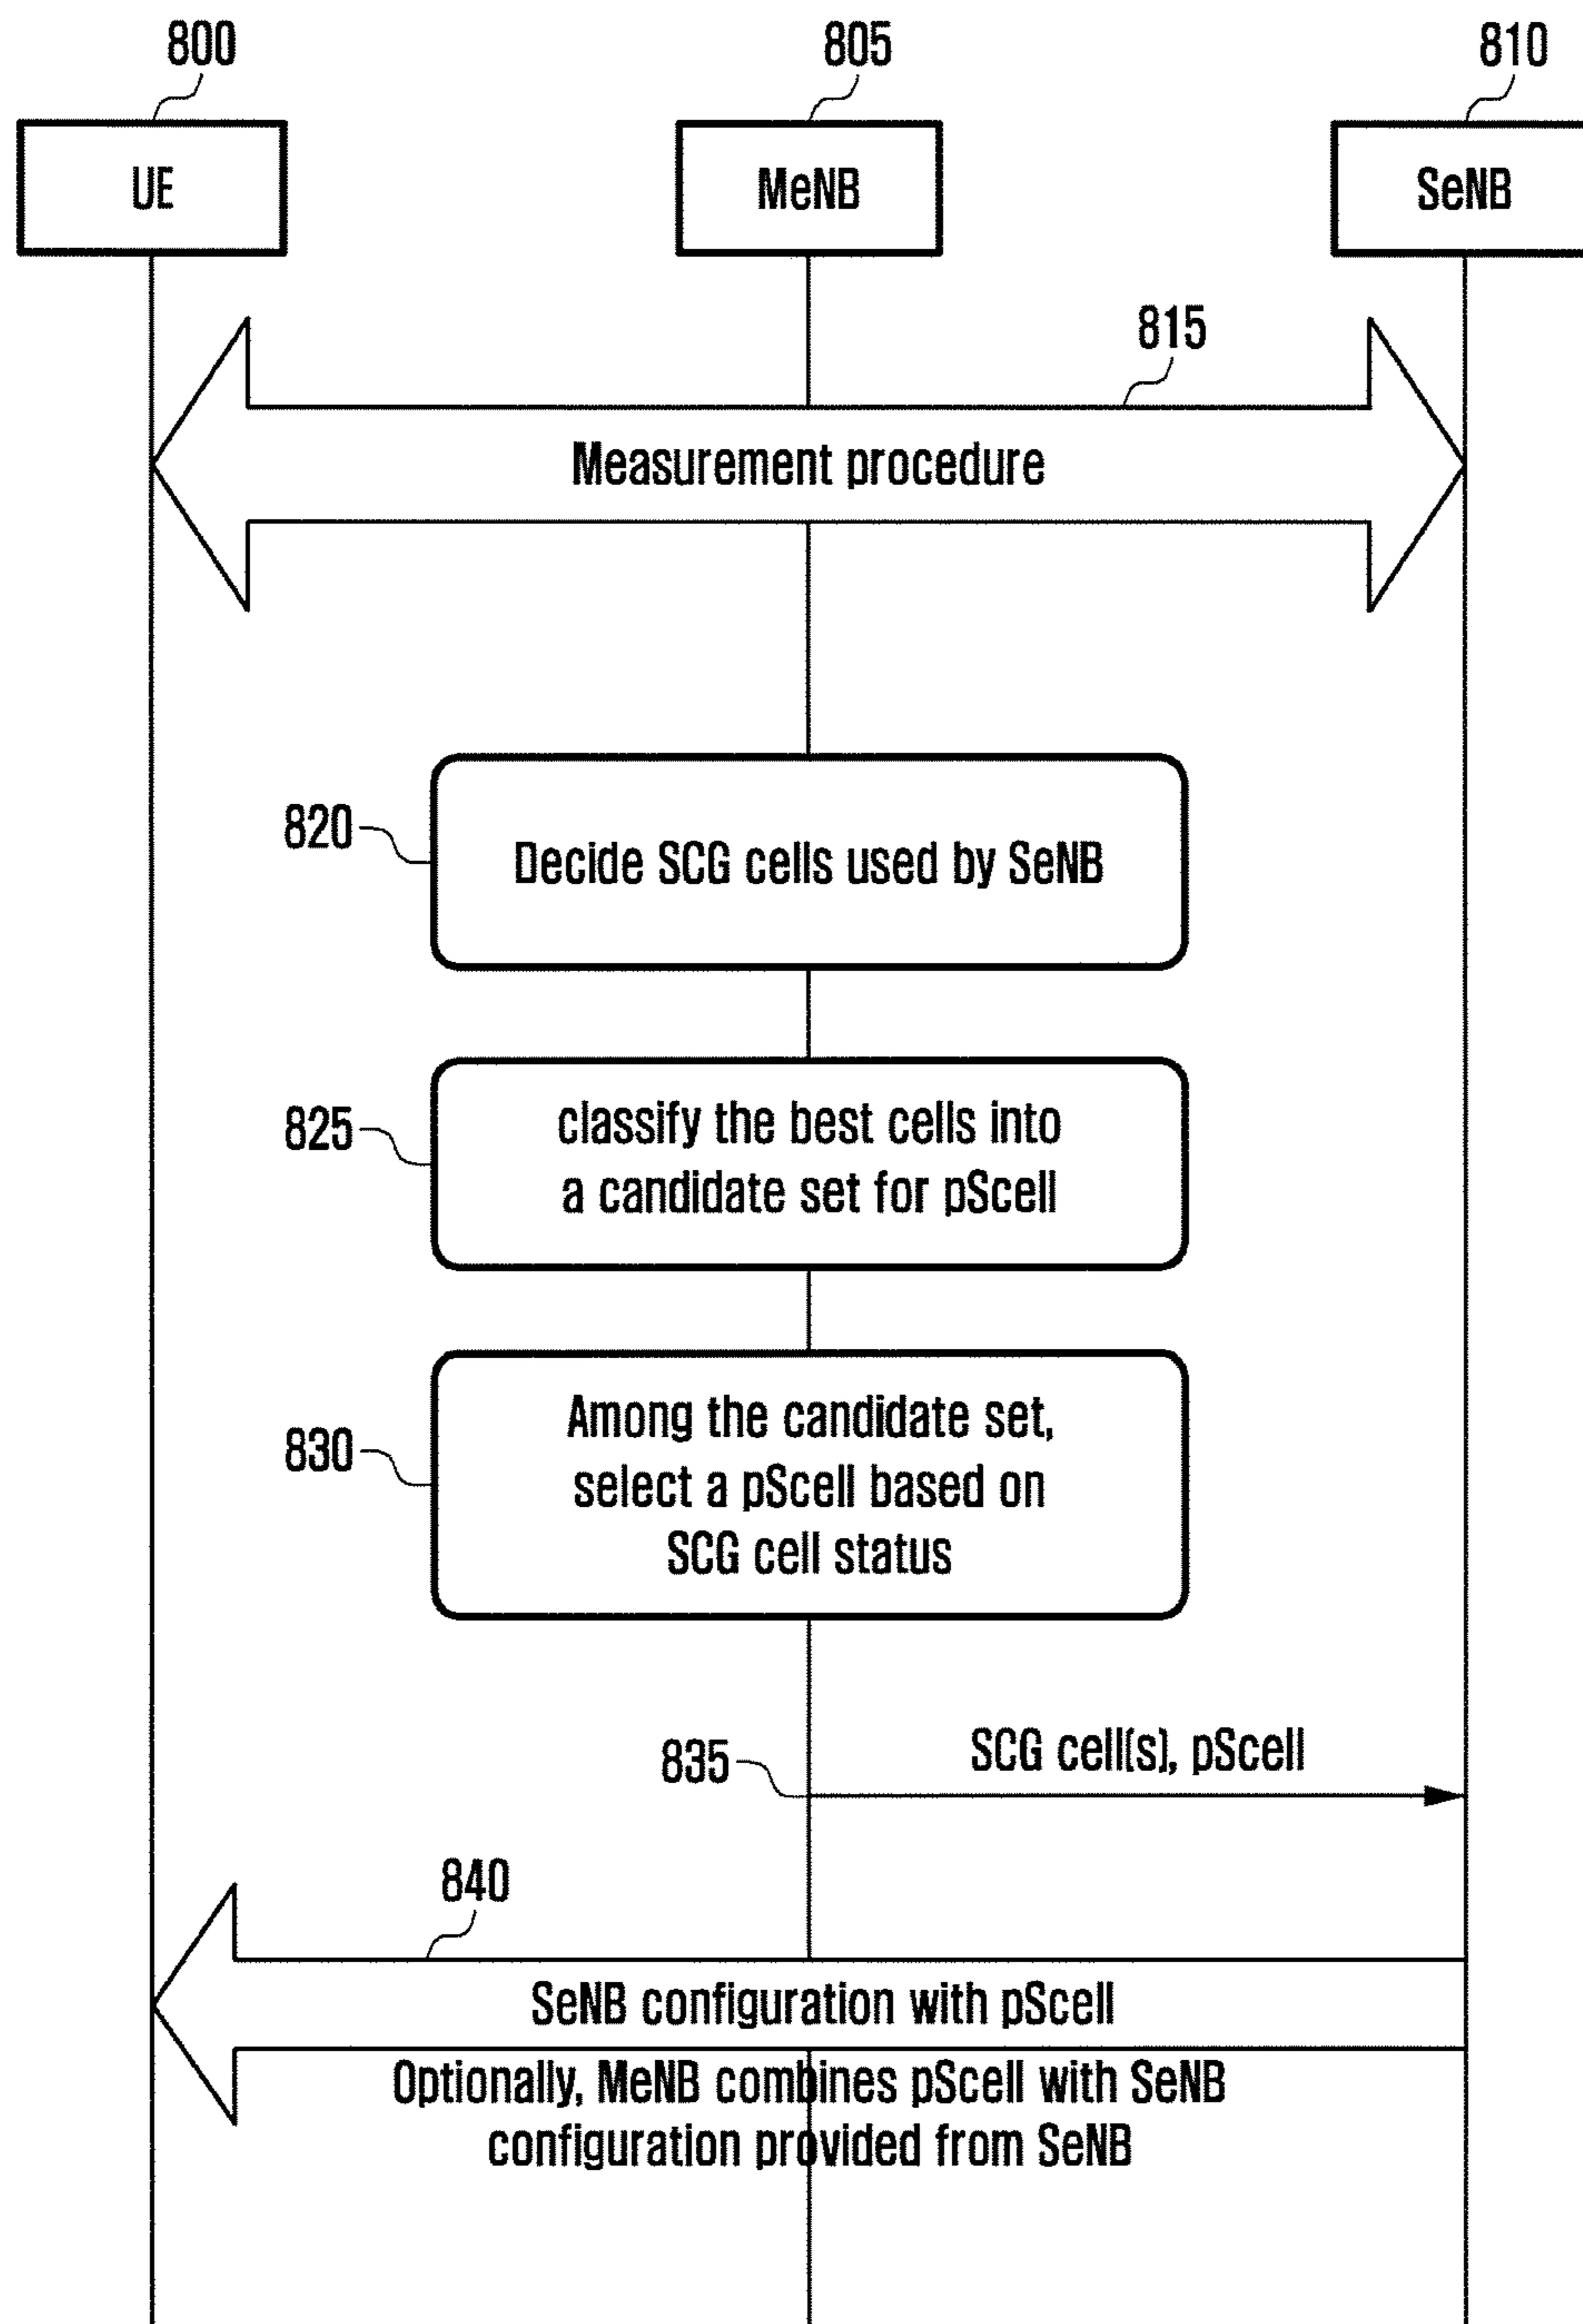 800
805
810
UE
MeNB
SeNB
815
Measurement procedure
820
Decide SCG cells used by SeNB
825
classify the best cells into
a candidate set for pScell
830
Among the candidate set,
select a pScell based on
SCG cell status
835
SCG cell(s), pScell
840
SeNB configuration with pScell
Optionally, MeNB combines pScell with SeNB
configuration provided from SeNB